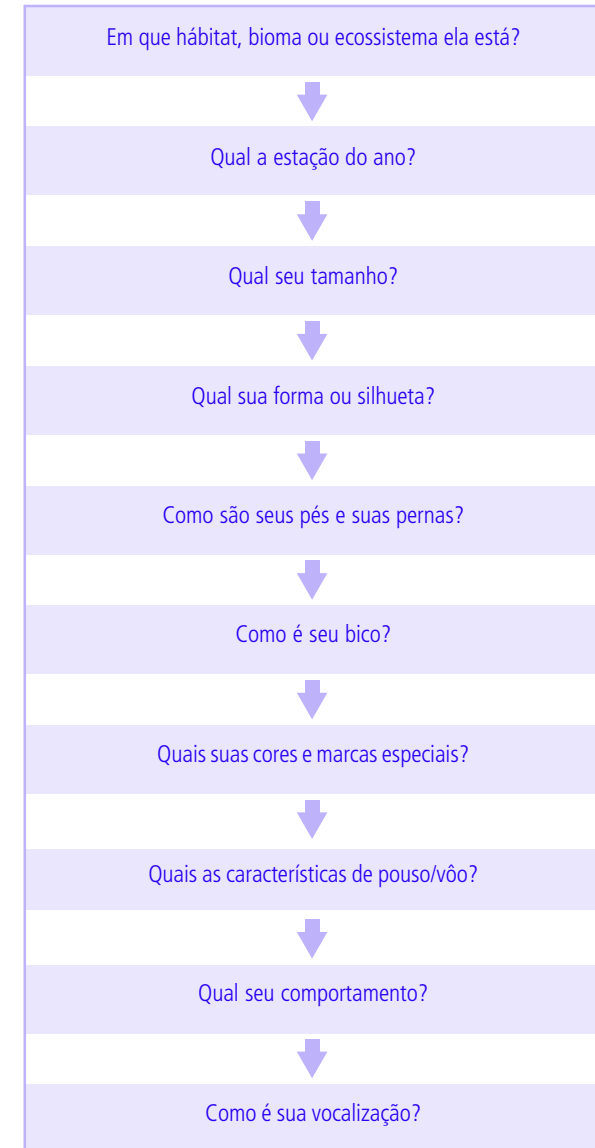 Em que hábitat, bioma ou ecossistema ela está?
Qual a estação do ano?
Qual seu tamanho?
Qual sua forma ou silhueta?
Como são seus pés e suas pernas?
Como é seu bico?
Quais suas cores e marcas especiais?
Quais as características de pouso/vôo?
Qual seu comportamento?
Como é sua vocalização?